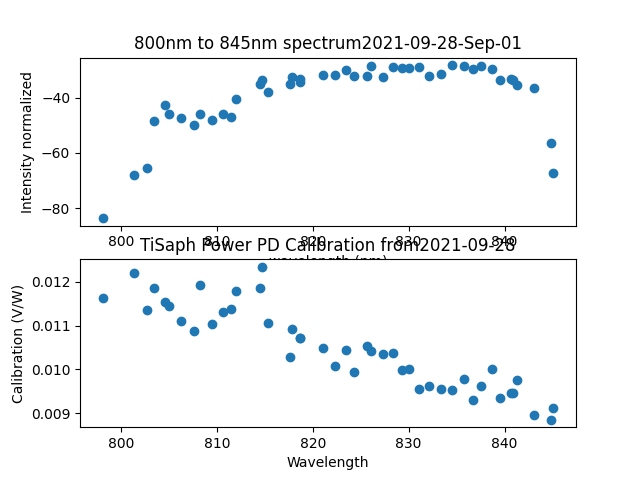 800nm to 845nm spectrum2021-09-28-Sep-01
Intensity normalized
−40
−60
−80
800 810 820 830 840
wavelength (nm)
TiSaph Power PD Calibration from2021-09-28
Calibration (V/W)
0.012
0.011
0.010
0.009
800 810 820 830 840
Wavelength